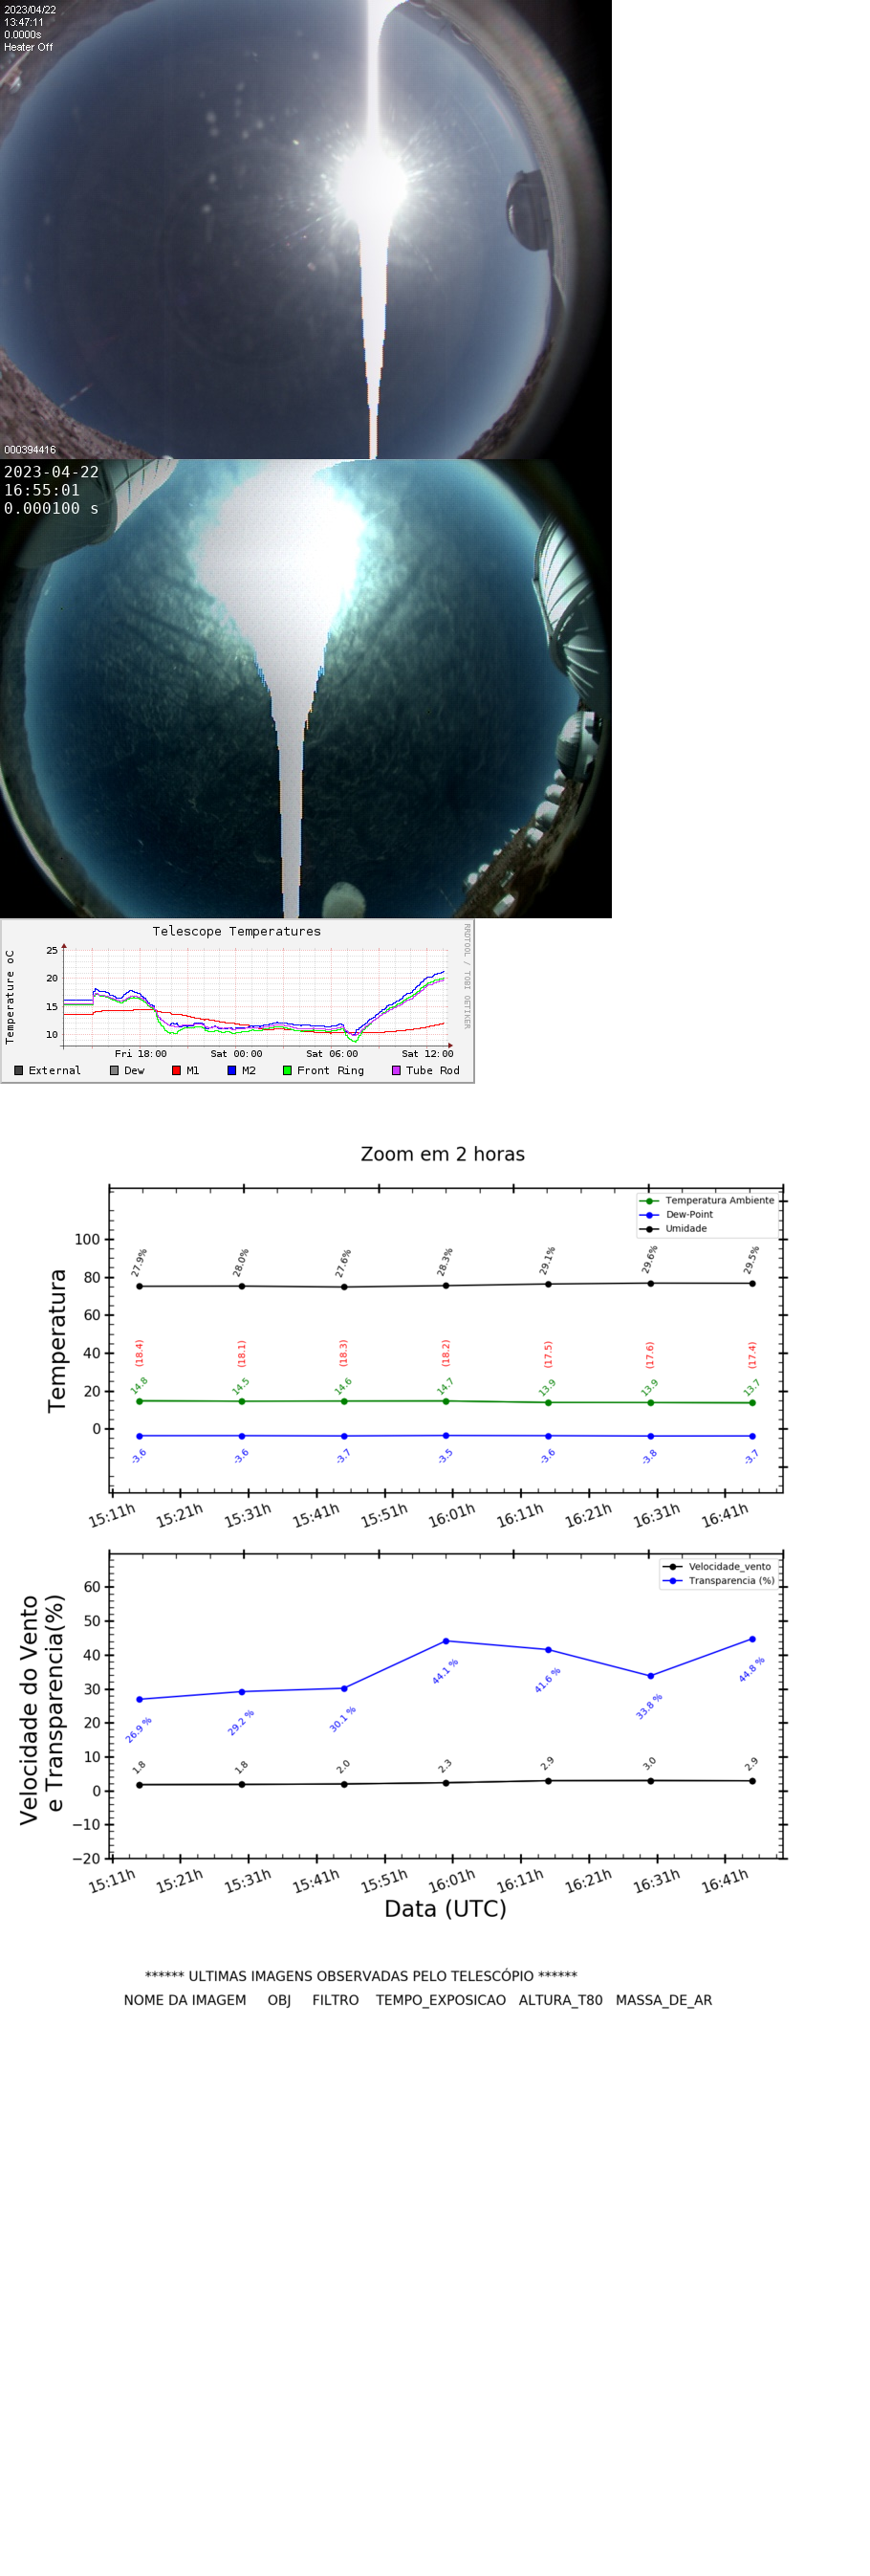 2023/04/22
13:47:11
0.0000s
Heater Off
000394416
2023-04-22
16:55:01
0.000100 s
Telescope Temperatures
RRDTOOL / TOBI OETIKER
Temperature oC
25
20
15
10
Fri 18:00 Sat 00:00 Sat 06:00 Sat 12:00
External Dew M1 M2 Front Ring Tube Rod
Zoom em 2 horas
Temperatura
Temperatura Ambiente
Dew-Point
Umidade
100
80
60
40
20
0
27.9% 28.0% 27.6% 28.3% 29.1% 29.6% 29.5%
(18.4) (18.1) (18.3) (18.2) (17.5) (17.6) (17.4)
14.8 14.5 14.6 14.7 13.9 13.9 13.7
-3.6 -3.6 -3.7 -3.5 -3.6 -3.8 -3.7
15:11h 15:21h 15:31h 15:41h 15:51h 16:01h 16:11h 16:21h 16:31h 16:41h
Velocidade do Vento
e Transparencia(%)
Velocidade_vento
Transparencia (%)
60
50
40
30
20
10
0
−10
−20
26.9 % 29.2 % 30.1 % 44.1 % 41.6 % 33.8 % 44.8 %
1.8 1.8 2.0 2.3 2.9 3.0 2.9
15:11h 15:21h 15:31h 15:41h 15:51h 16:01h 16:11h 16:21h 16:31h 16:41h
Data (UTC)
****** ULTIMAS IMAGENS OBSERVADAS PELO TELESCÓPIO ******
NOME DA IMAGEM OBJ FILTRO TEMPO_EXPOSICAO ALTURA_T80 MASSA_DE_AR